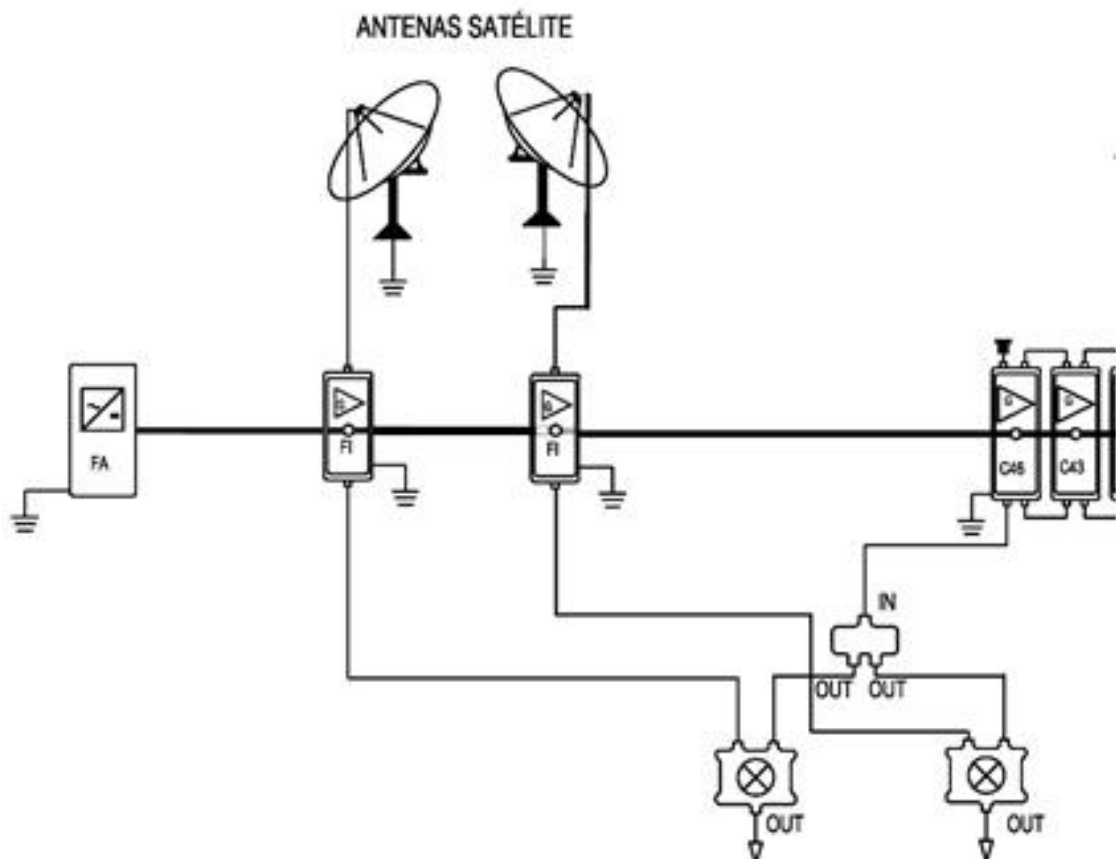 ANTENAS SATÉLITE
G
G
G
G
FI
FI
FA
C46
C43
IN
OUT OUT
OUT
OUT